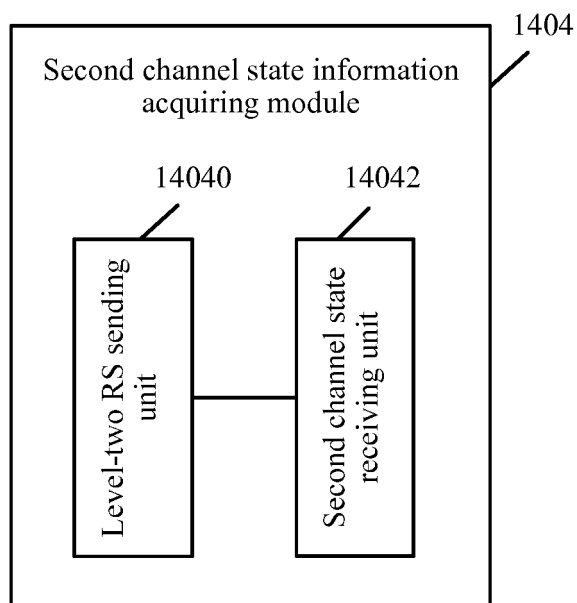 1404
Second channel state information
acquiring module
14040
14042
Level-two RS sending
unit
Second channel state
receiving unit